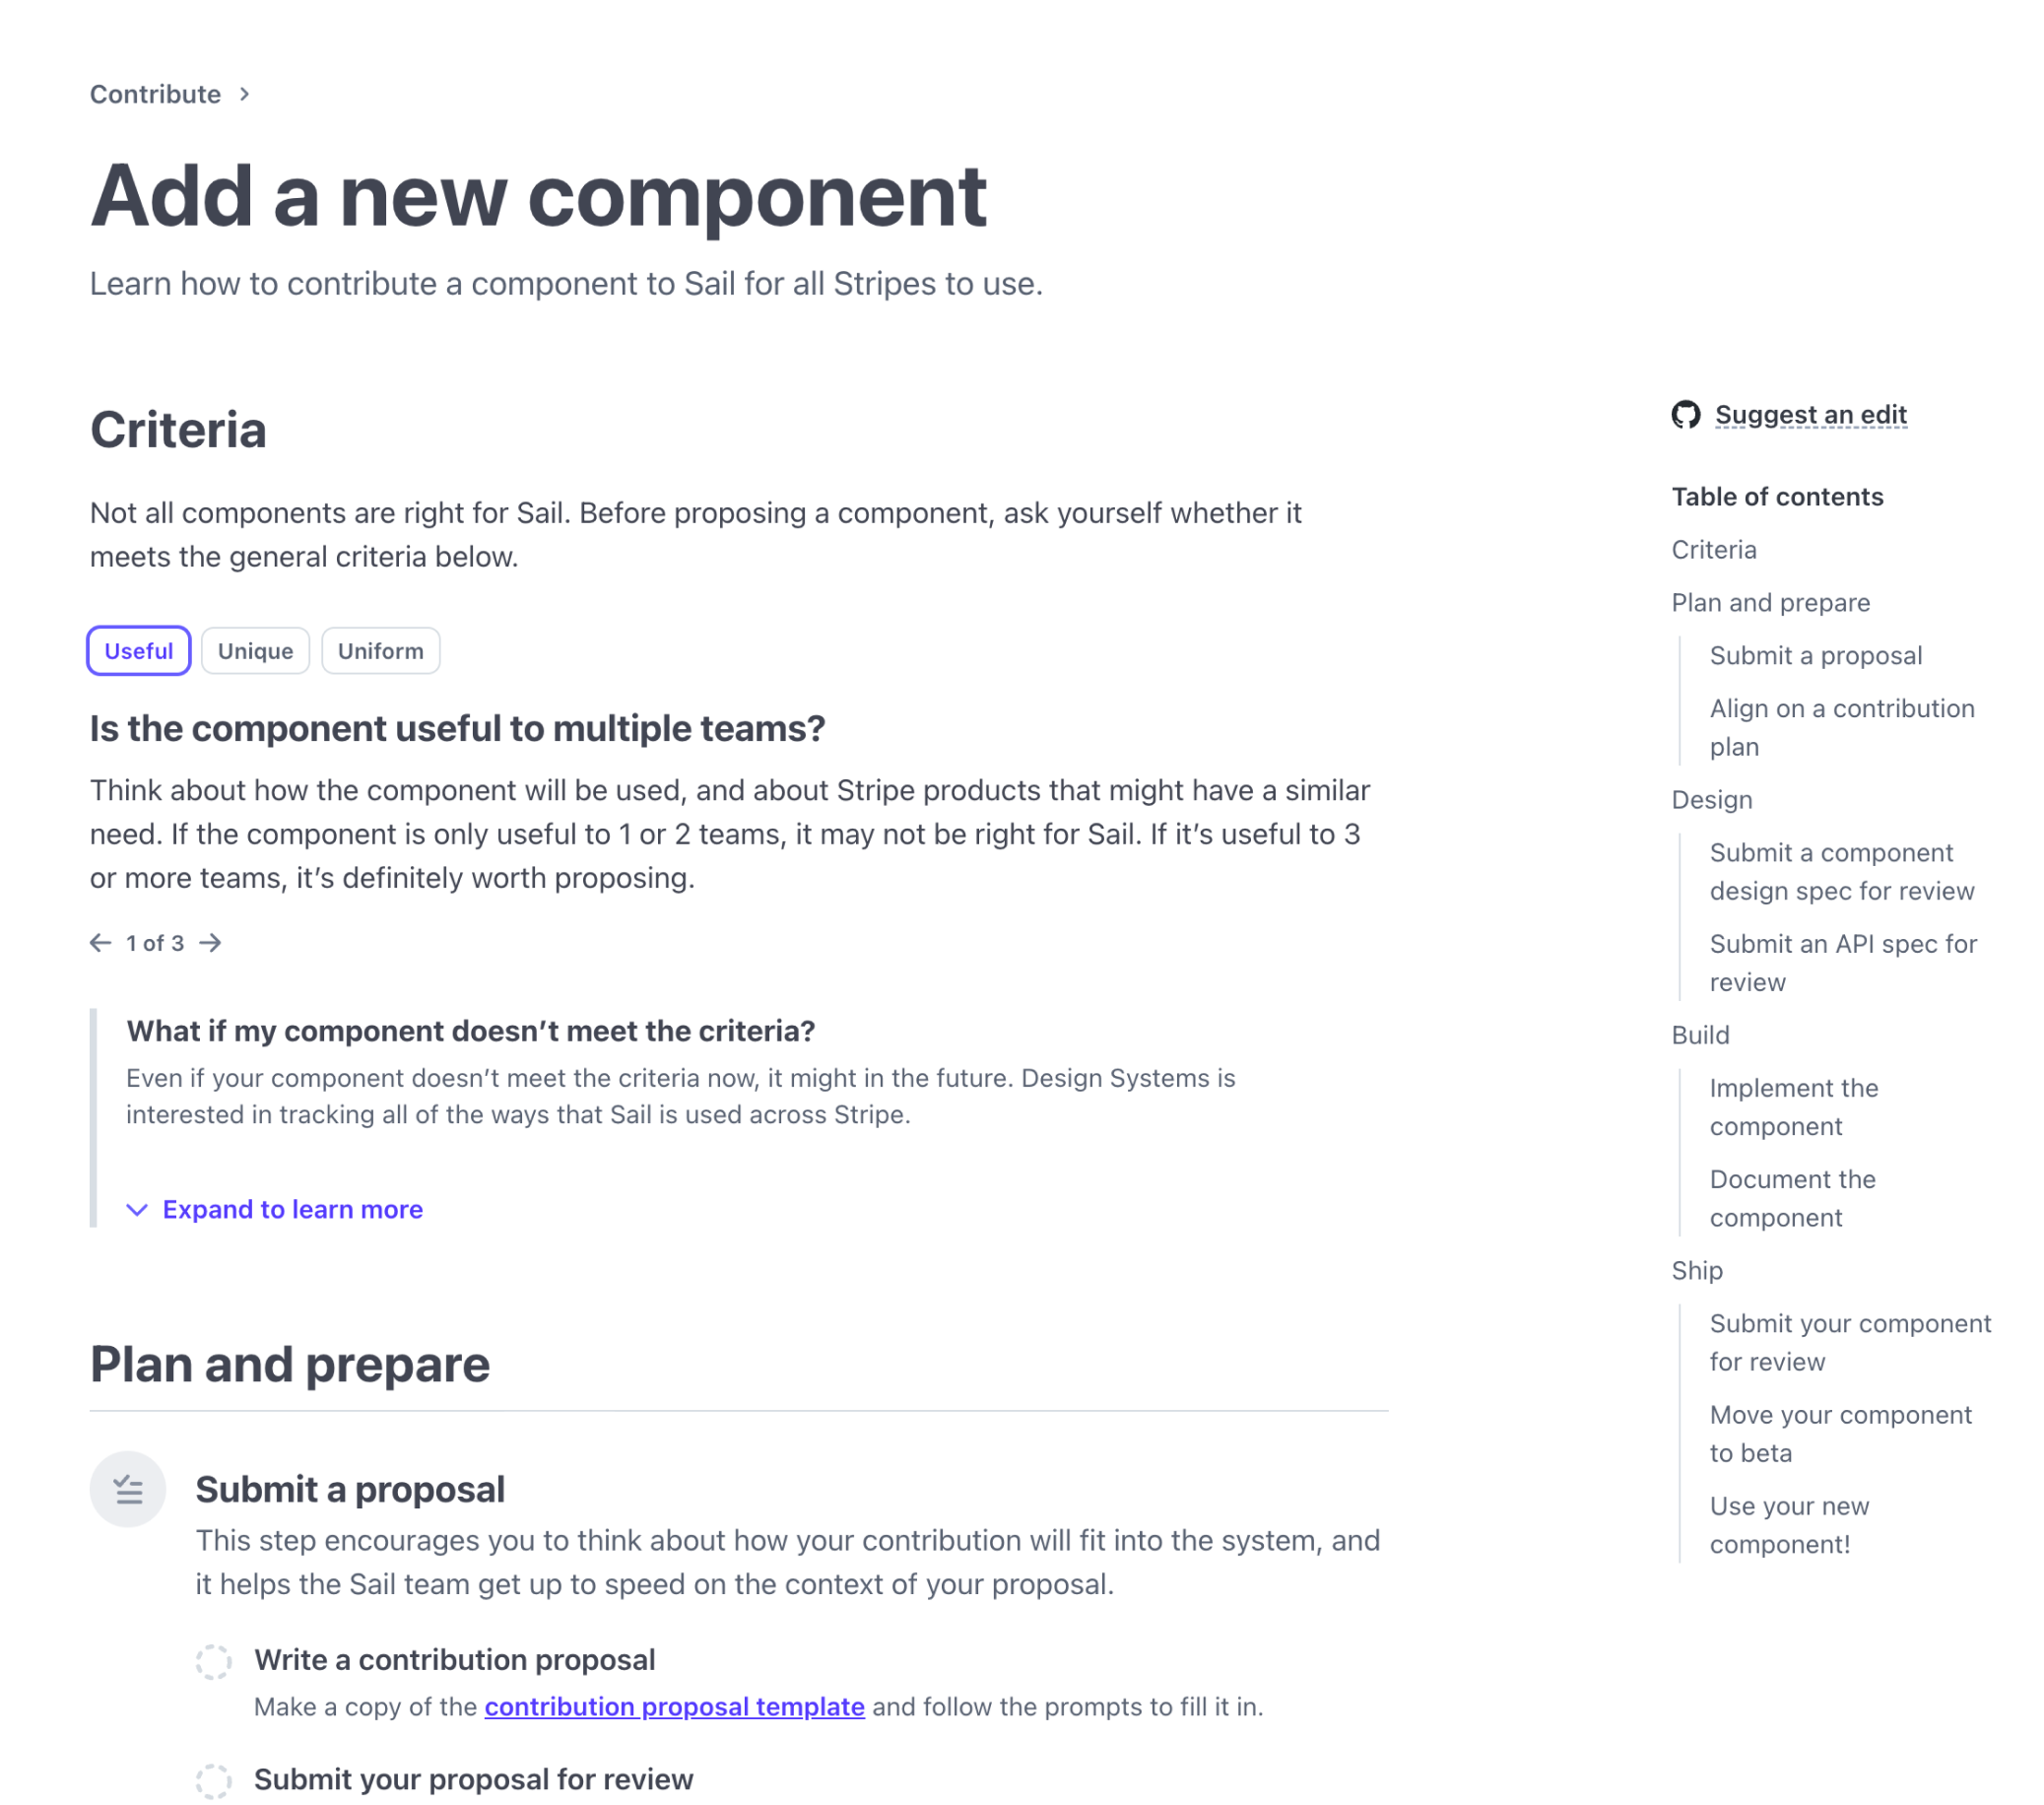 Contribute
Add a new component
Learn how to contribute a component to Sail for all Stripes to use.
Criteria
Not all components are right for Sail. Before proposing a component, ask yourself whether it
meets the general criteria below.
Useful Unique Uniform
Is the component useful to multiple teams?
Think about how the component will be used, and about Stripe products that might have a similar
need. If the component is only useful to 1 or 2 teams, it may not be right for Sail. If it’s useful to 3
or more teams, it’s definitely worth proposing.
1 of 3
What if my component doesn’t meet the criteria?
Even if your component doesn’t meet the criteria now, it might in the future. Design Systems is
interested in tracking all of the ways that Sail is used across Stripe.
Expand to learn more
Plan and prepare
Submit a proposal
This step encourages you to think about how your contribution will fit into the system, and
it helps the Sail team get up to speed on the context of your proposal.
Write a contribution proposal
Make a copy of the contribution proposal template and follow the prompts to fill it in.
Submit your proposal for review
Suggest an edit
Table of contents
Criteria
Plan and prepare
Submit a proposal
Align on a contribution
plan
Design
Submit a component
design spec for review
Submit an API spec for
review
Build
Implement the
component
Document the
component
Ship
Submit your component
for review
Move your component
to beta
Use your new
component!